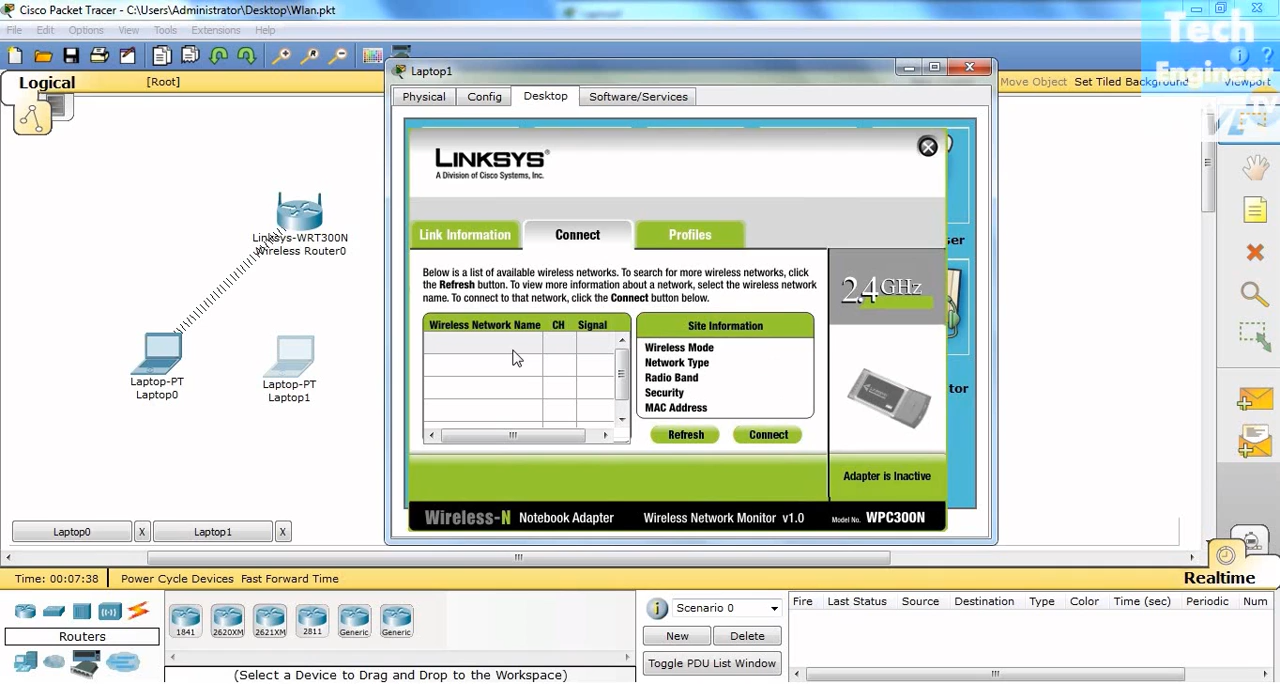 Cisco Packet Tracer - C:\Users\Administrator\Desktop\Wlan.pkt
File Edit Options View Tools Extensions Help
Tech
Engineer
Logical
[Root]
Move Object Set Tiled Background Viewport
Laptop1
Physical Config Desktop Software/Services
LINKSYS®
A Division of Cisco Systems, Inc.
Link Information Connect Profiles
Below is a list of available wireless networks. To search for more wireless networks, click
the Refresh button. To view more information about a network, select the wireless network
name. To connect to that network, click the Connect button below.
2.4GHz
Wireless Network Name CH Signal
Site Information
Wireless Mode
Network Type
Radio Band
Security
MAC Address
Refresh Connect
Adapter is Inactive
Wireless-N Notebook Adapter Wireless Network Monitor v1.0 Model No. WPC300N
Linksys-WRT300N
Wireless Router0
Laptop-PT
Laptop0
Laptop-PT
Laptop1
Laptop0 X Laptop1 X
Time: 00:07:38 Power Cycle Devices Fast Forward Time
Realtime
Routers
1841 2620XM 2621XM 2811 Generic Generic
(Select a Device to Drag and Drop to the Workspace)
Scenario 0
New Delete
Toggle PDU List Window
Fire Last Status Source Destination Type Color Time (sec) Periodic Num